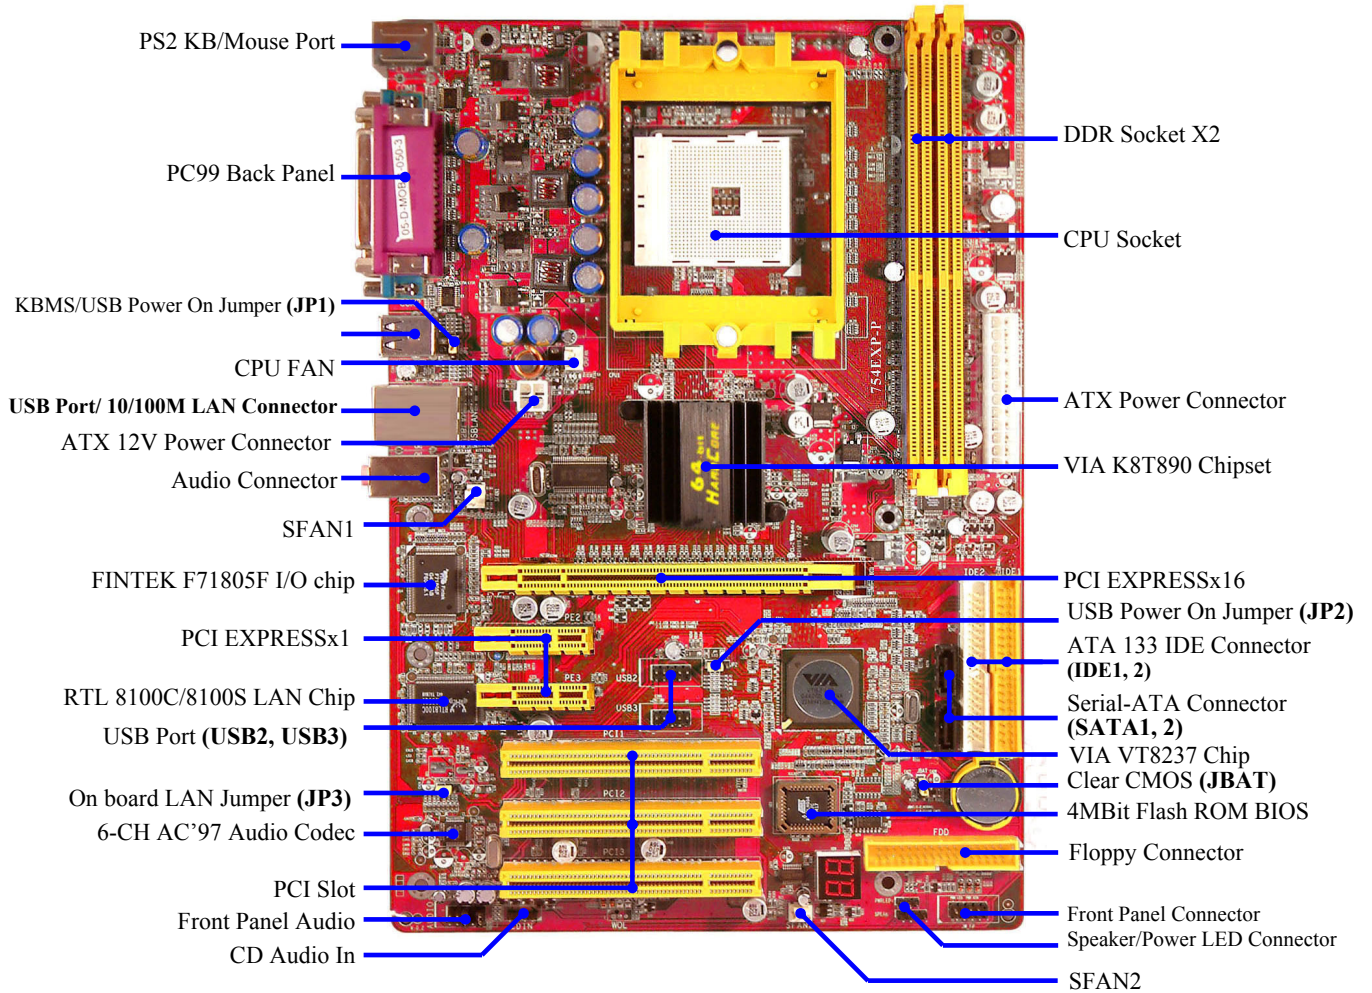 PS2 KB/Mouse Port
PC99 Back Panel
KBMS/USB Power On Jumper (JP1)
CPU FAN
USB Port/ 10/100M LAN Connector
ATX 12V Power Connector
Audio Connector
SFAN1
FINTEK F71805F I/O chip
PCI EXPRESSx1
RTL 8100C/8100S LAN Chip
USB Port (USB2, USB3)
On board LAN Jumper (JP3)
6-CH AC'97 Audio Codec
PCI Slot
Front Panel Audio
CD Audio In
DDR Socket X2
CPU Socket
ATX Power Connector
VIA K8T890 Chipset
PCI EXPRESSx16
USB Power On Jumper (JP2)
ATA 133 IDE Connector
(IDE1, 2)
Serial-ATA Connector
(SATA1, 2)
VIA VT8237 Chip
Clear CMOS (JBAT)
4MBit Flash ROM BIOS
Floppy Connector
Front Panel Connector
Speaker/Power LED Connector
SFAN2
754EXP-P
64 bit
HardCore
IDE2 IDE1
PE2
PE3
USB2
USB3
PCI1
PCI2
PCI3
VIA
FDD
WOL
88